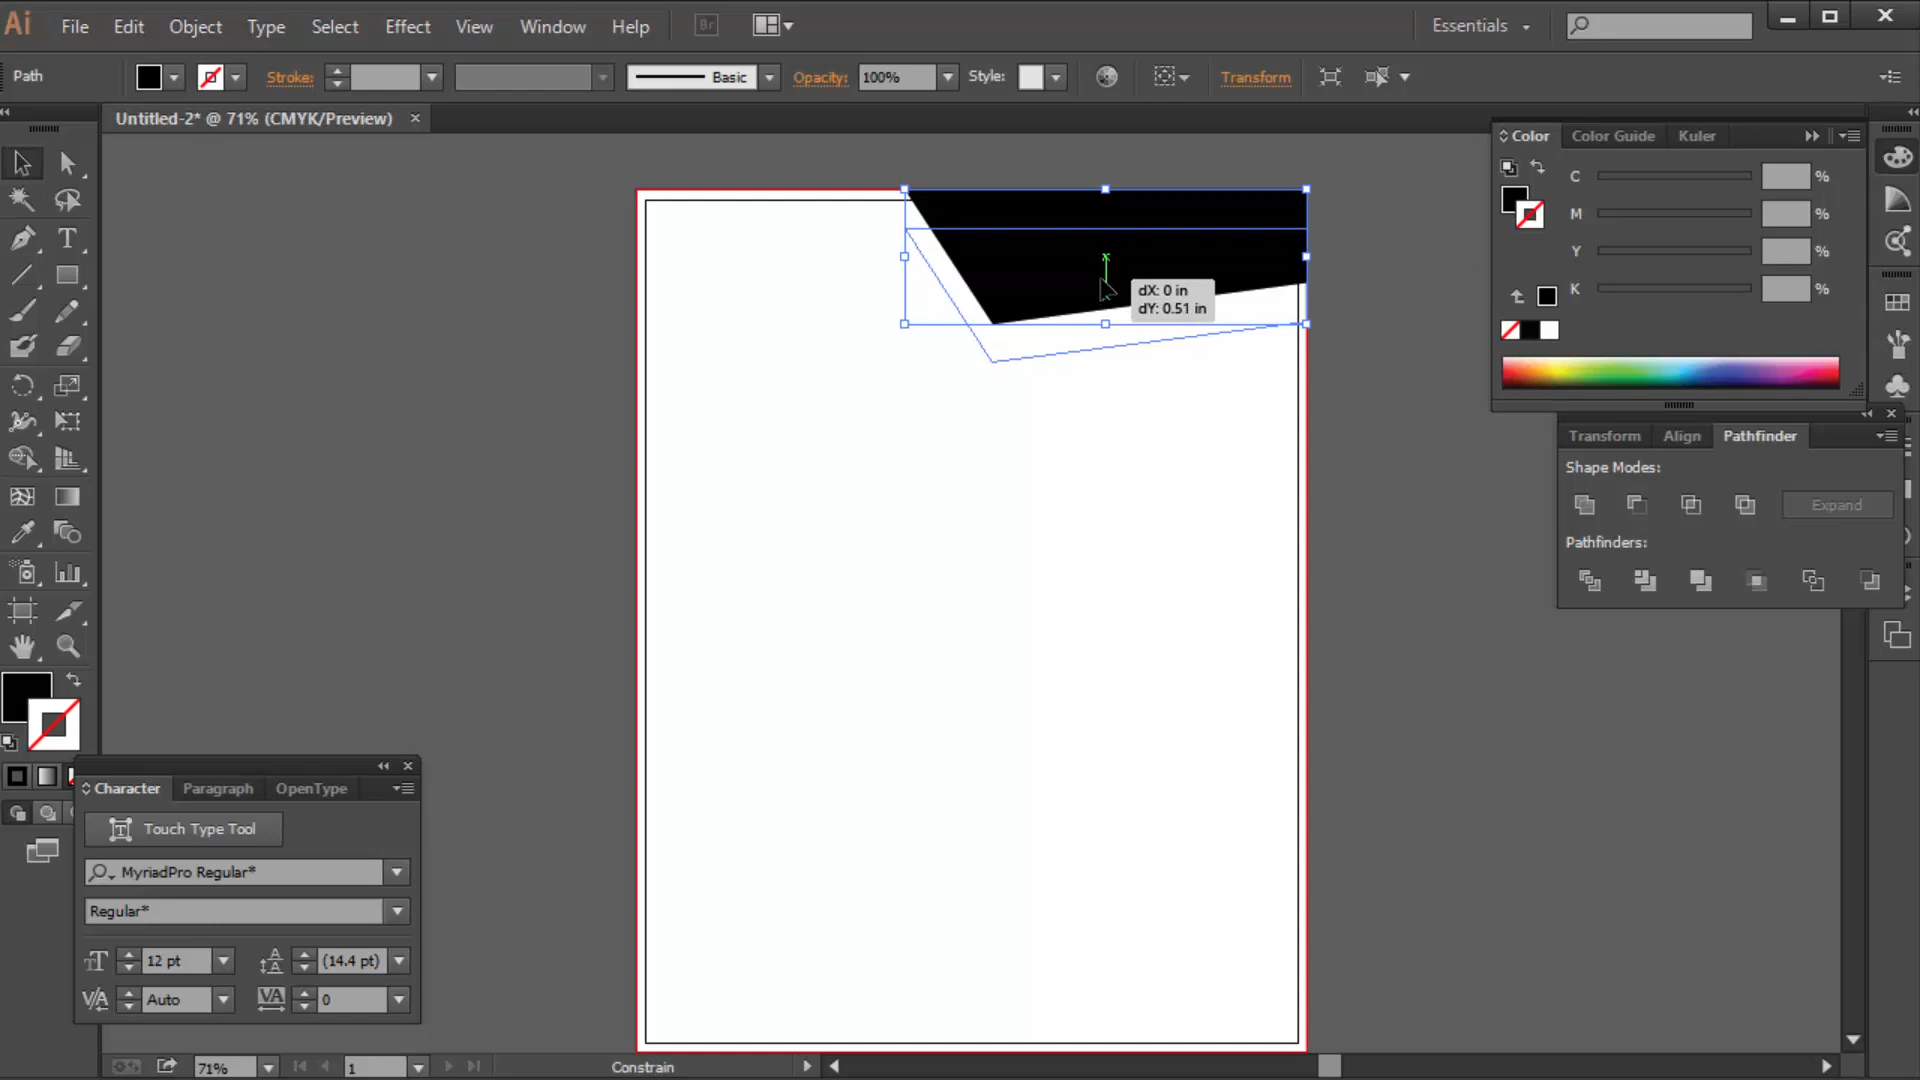 Ai File Edit Object Type Select Effect View Window Help Br Essentials
Path Stroke: Basic Opacity: 100% Style: Transform
Untitled-2* @ 71% (CMYK/Preview) ×
Color Color Guide Kuler
C %
M %
Y %
K %
dX: 0 in
dY: 0.51 in
Transform Align Pathfinder
Shape Modes:
Expand
Pathfinders:
Character Paragraph OpenType
Touch Type Tool
MyriadPro Regular*
Regular*
12 pt (14.4 pt)
Auto 0
71% 1 Constrain